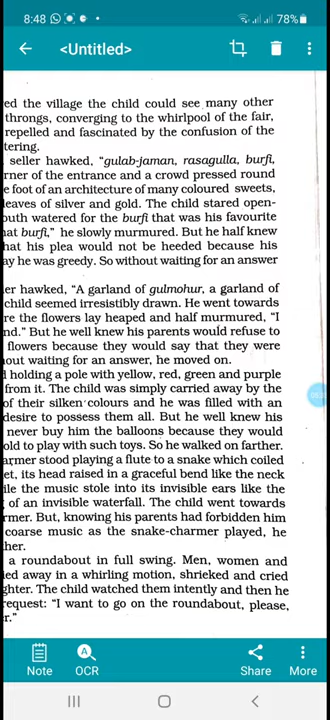 8:48 78%
<Untitled>
ed the village the child could see many other
throngs, converging to the whirlpool of the fair,
repelled and fascinated by the confusion of the
tering.
seller hawked, “gulab-jaman, rasagulla, burfi,
rner of the entrance and a crowd pressed round
e foot of an architecture of many coloured sweets,
leaves of silver and gold. The child stared open-
outh watered for the burfi that was his favourite
hat burfi,” he slowly murmured. But he half knew
hat his plea would not be heeded because his
ay he was greedy. So without waiting for an answer
er hawked, “A garland of gulmohur, a garland of
child seemed irresistibly drawn. He went towards
re the flowers lay heaped and half murmured, “I
nd.” But he well knew his parents would refuse to
flowers because they would say that they were
out waiting for an answer, he moved on.
holding a pole with yellow, red, green and purple
from it. The child was simply carried away by the
of their silken colours and he was filled with an
desire to possess them all. But he well knew his
never buy him the balloons because they would
old to play with such toys. So he walked on farther.
armer stood playing a flute to a snake which coiled
et, its head raised in a graceful bend like the neck
ile the music stole into its invisible ears like the
of an invisible waterfall. The child went towards
rmer. But, knowing his parents had forbidden him
coarse music as the snake-charmer played, he
her.
a roundabout in full swing. Men, women and
ied away in a whirling motion, shrieked and cried
ghter. The child watched them intently and then he
request: “I want to go on the roundabout, please,
r.”
Note OCR Share More